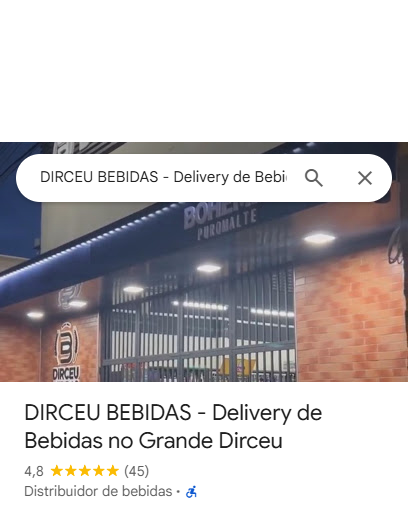 DIRCEU BEBIDAS - Delivery de Bebi
BOHEMIA
PUROMALTE
B
DIRCEU
DIRCEU BEBIDAS - Delivery de
Bebidas no Grande Dirceu
4,8 ★★★★★ (45)
Distribuidor de bebidas ·